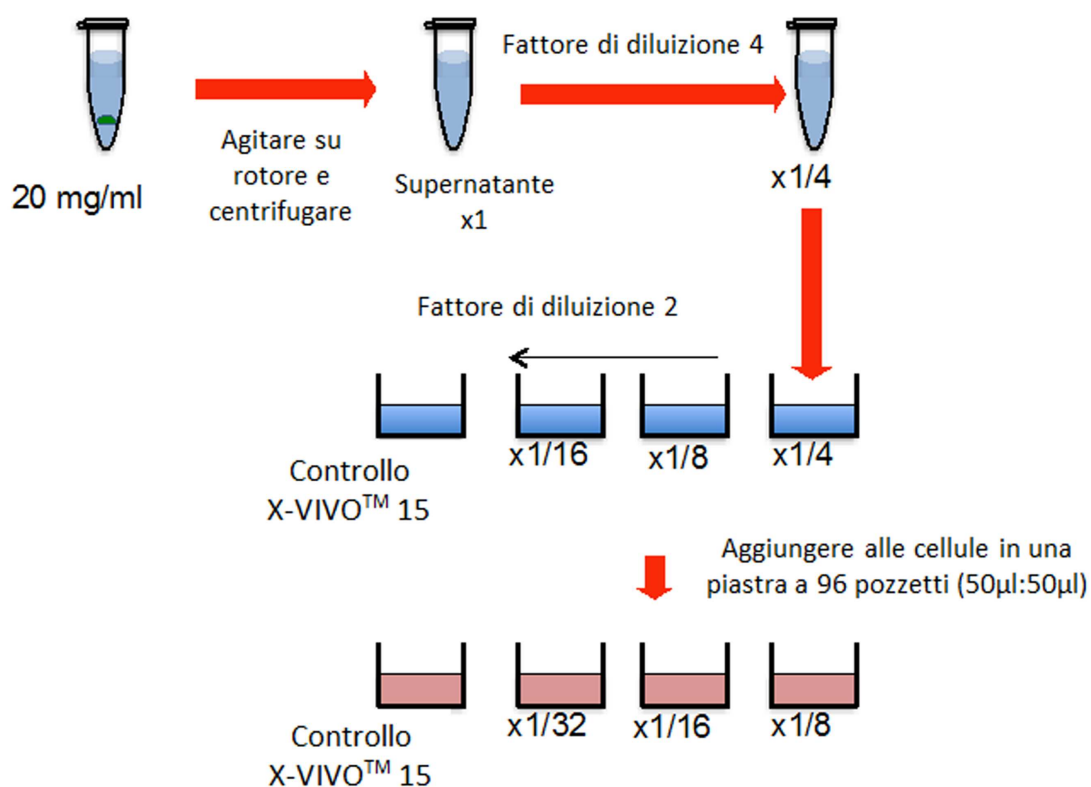 Fattore di diluizione 4
20 mg/ml
Agitare su
rotore e
centrifugare
Supernatante
x1
x1/4
Fattore di diluizione 2
Controllo
X-VIVO™ 15
x1/16
x1/8
x1/4
Aggiungere alle cellule in una
piastra a 96 pozzetti (50µl:50µl)
Controllo
X-VIVO™ 15
x1/32
x1/16
x1/8